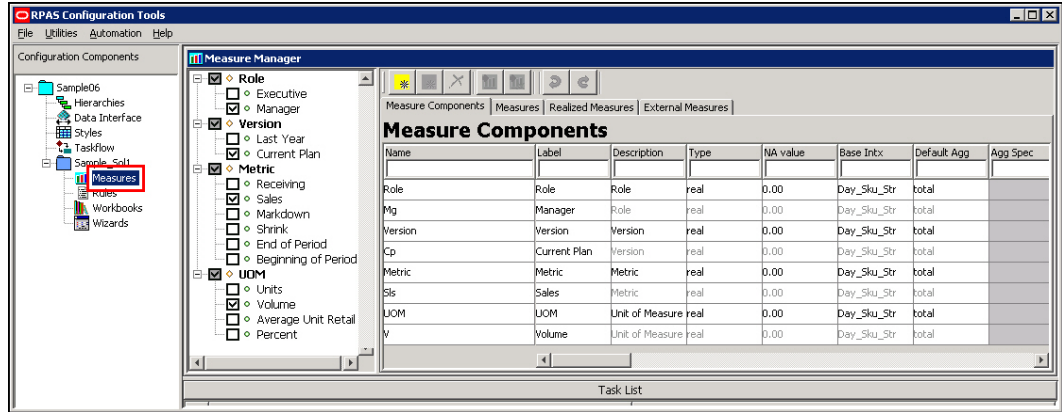 RPAS Configuration Tools
File Utilities Automation Help
Configuration Components
Sample06
Hierarchies
Data Interface
Styles
Taskflow
Sample_Sol1
Measures
Rules
Workbooks
Wizards
Measure Manager
Role
Executive
Manager
Version
Last Year
Current Plan
Metric
Receiving
Sales
Markdown
Shrink
End of Period
Beginning of Period
UOM
Units
Volume
Average Unit Retail
Percent
Measure Components Measures Realized Measures External Measures
Measure Components
Name Label Description Type NA value Base Intx Default Agg Agg Spec
Role Role Role real 0.00 Day_Sku_Str total
Mg Manager Role real 0.00 Day_Sku_Str total
Version Version Version real 0.00 Day_Sku_Str total
Cp Current Plan Version real 0.00 Day_Sku_Str total
Metric Metric Metric real 0.00 Day_Sku_Str total
Sls Sales Metric real 0.00 Day_Sku_Str total
UOM UOM Unit of Measure real 0.00 Day_Sku_Str total
V Volume Unit of Measure real 0.00 Day_Sku_Str total
Task List